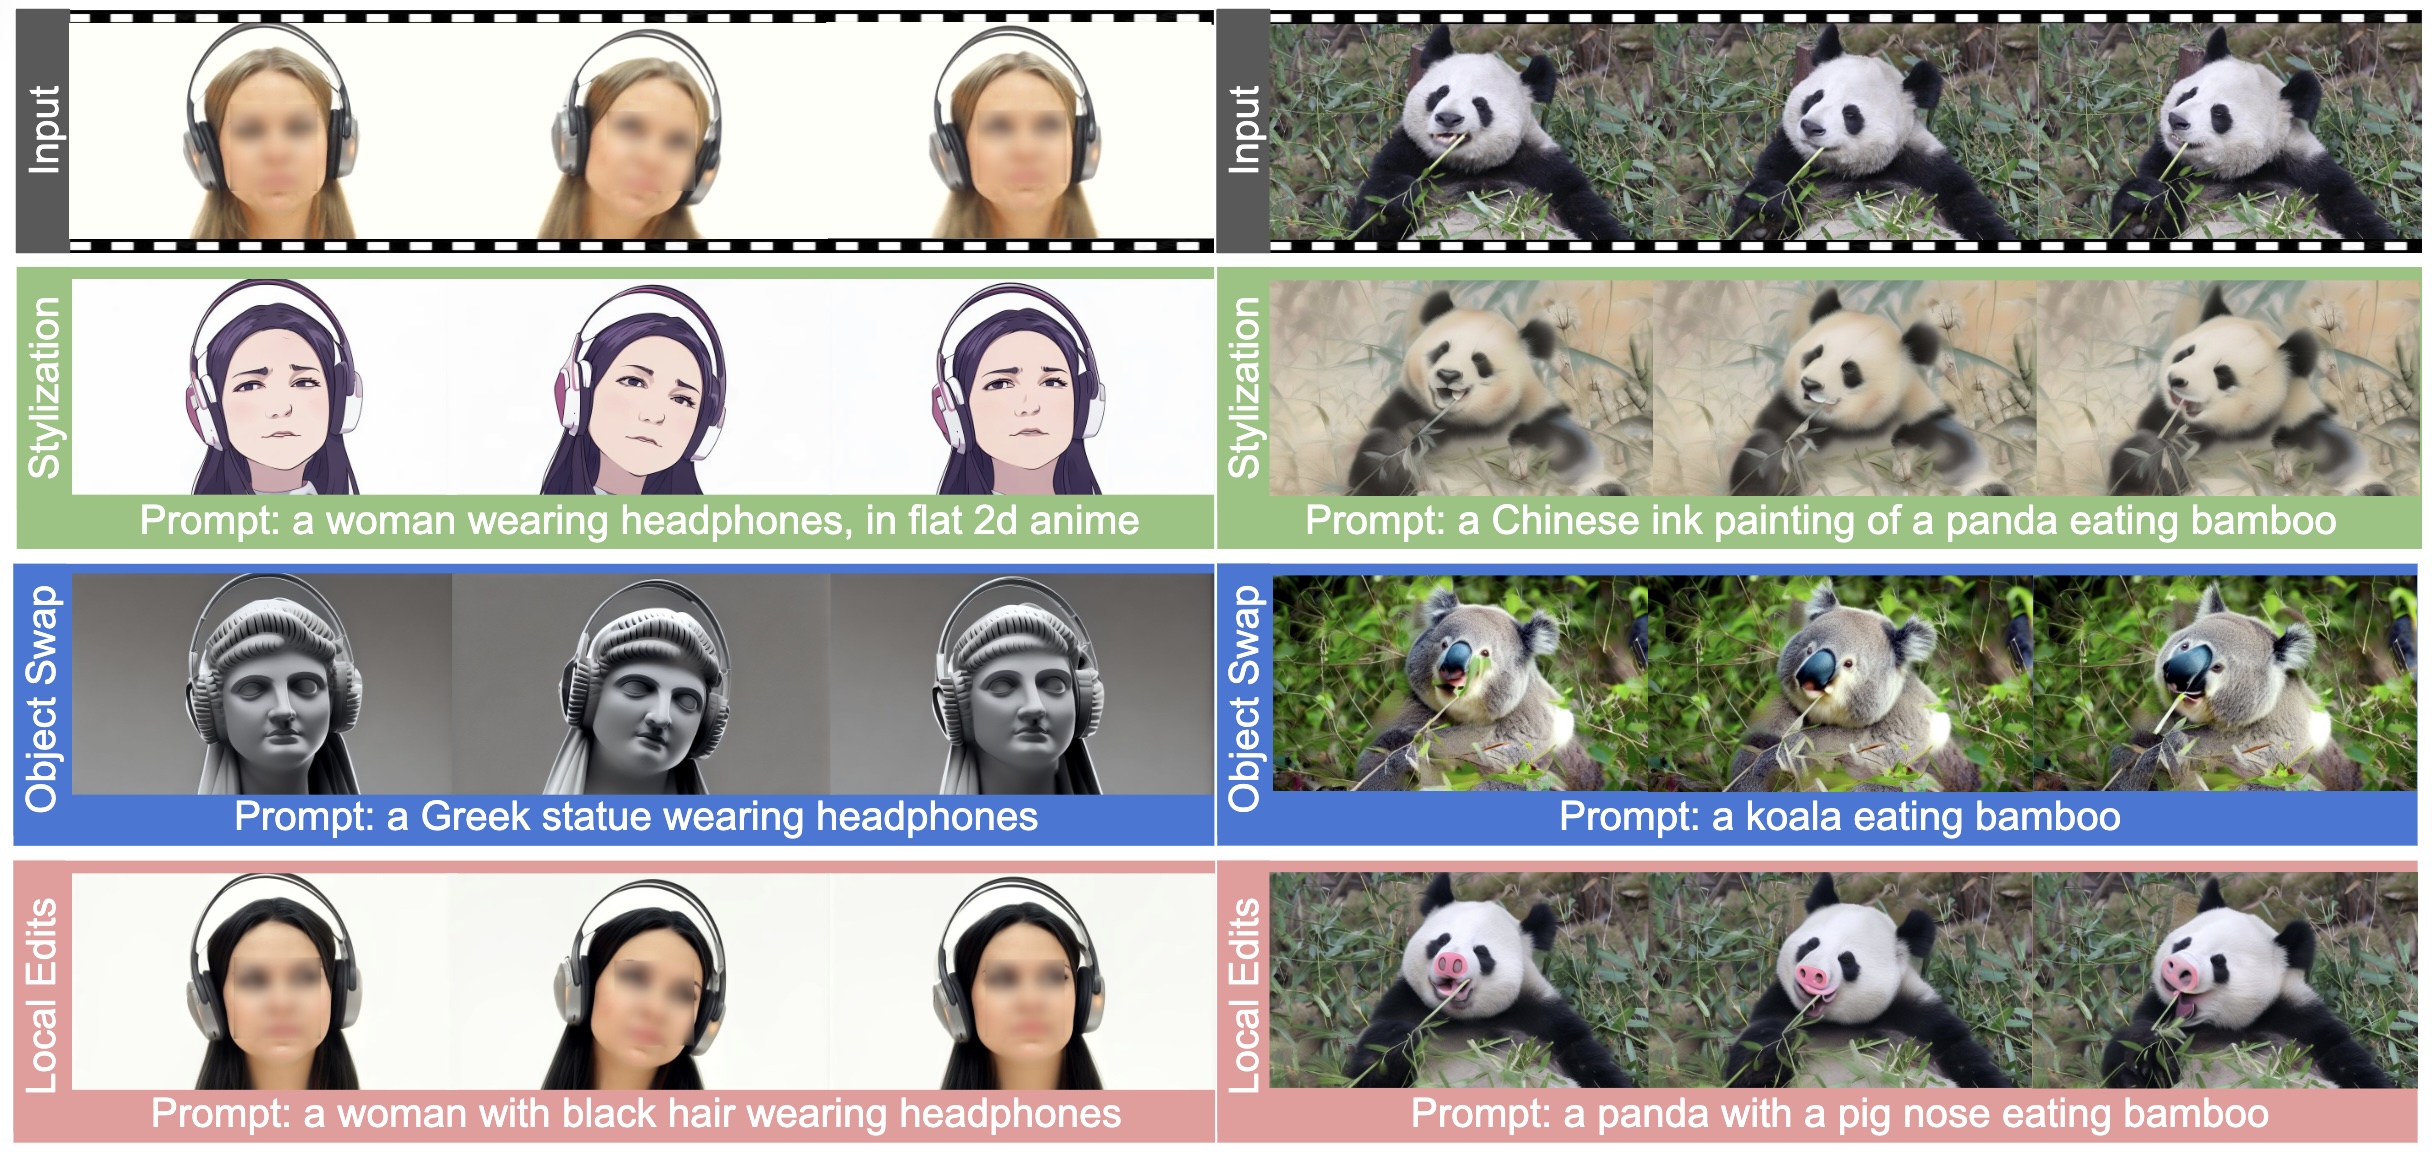 Input
Input
Stylization
Prompt: a woman wearing headphones, in flat 2d anime
Stylization
Prompt: a Chinese ink painting of a panda eating bamboo
Object Swap
Prompt: a Greek statue wearing headphones
Object Swap
Prompt: a koala eating bamboo
Local Edits
Prompt: a woman with black hair wearing headphones
Local Edits
Prompt: a panda with a pig nose eating bamboo